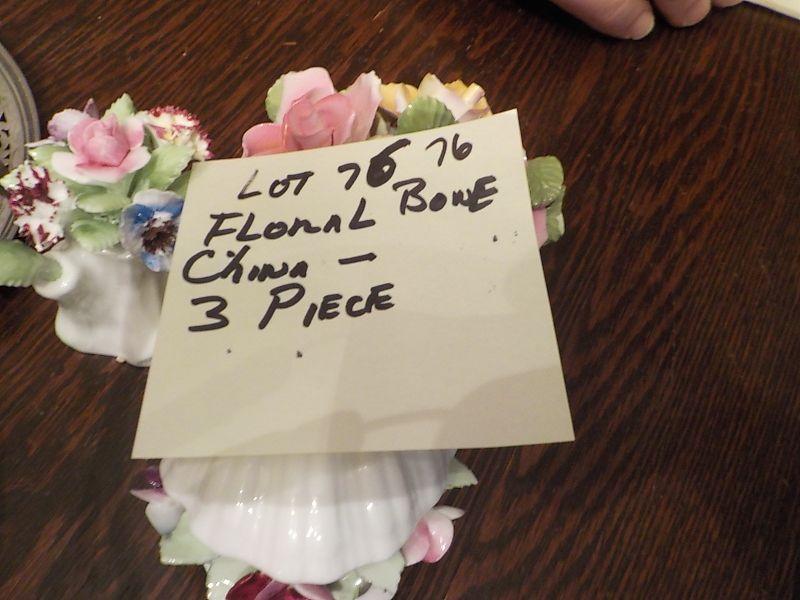 LOT 76 76
FLORAL BONE
CHINA –
3 PIECE